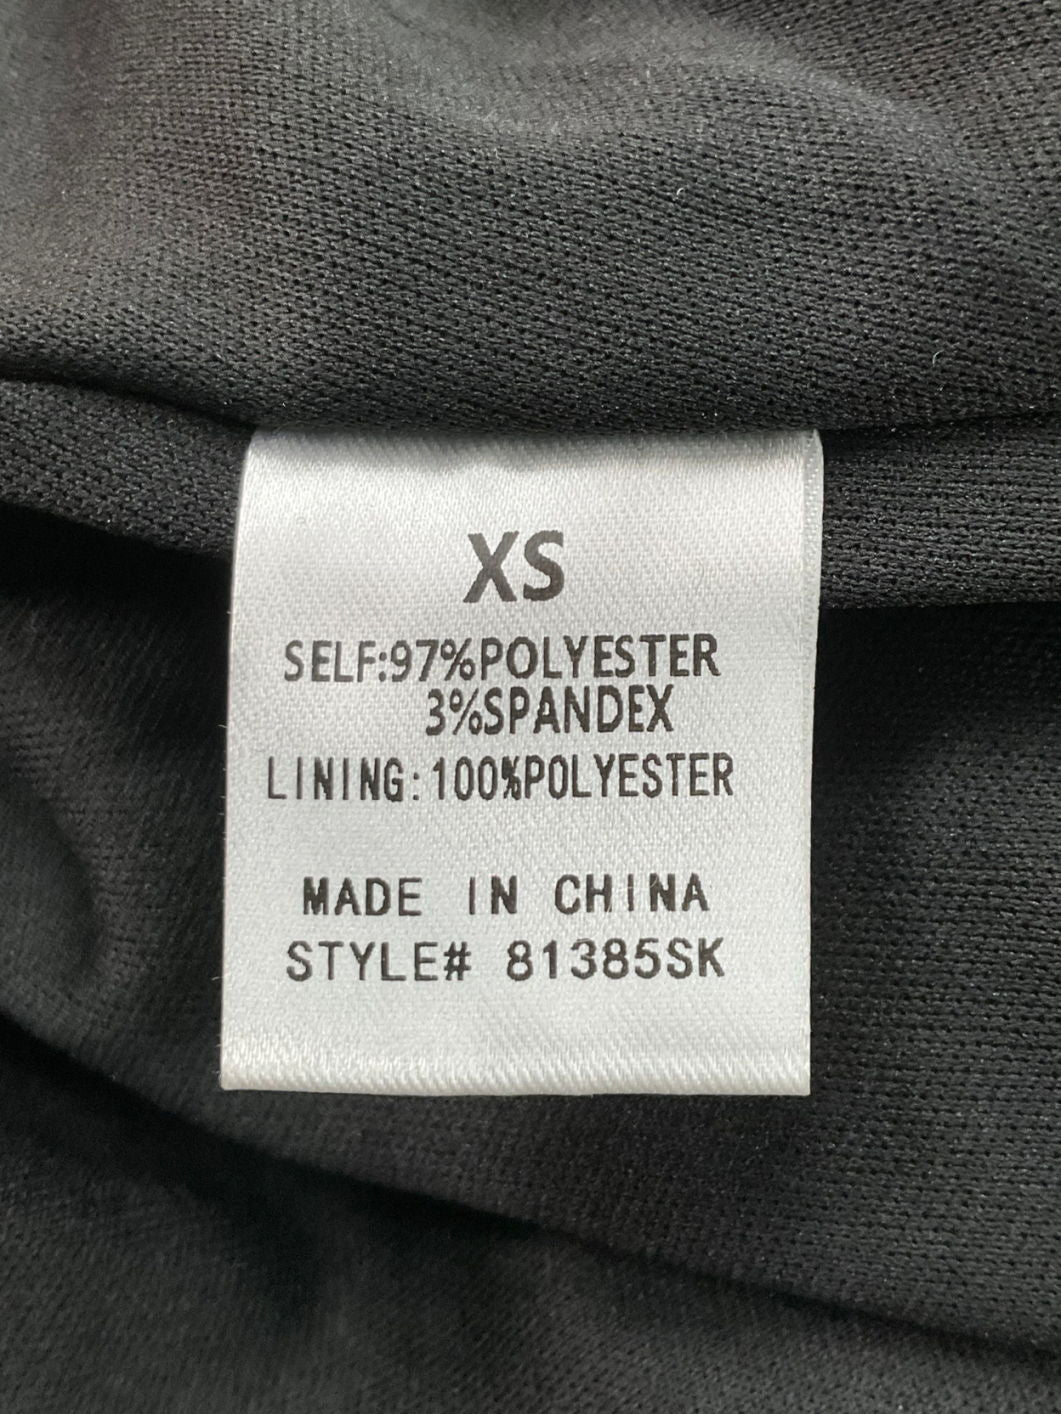 XS
SELF:97%POLYESTER
3%SPANDEX
LINING:100%POLYESTER
MADE IN CHINA
STYLE# 81385SK